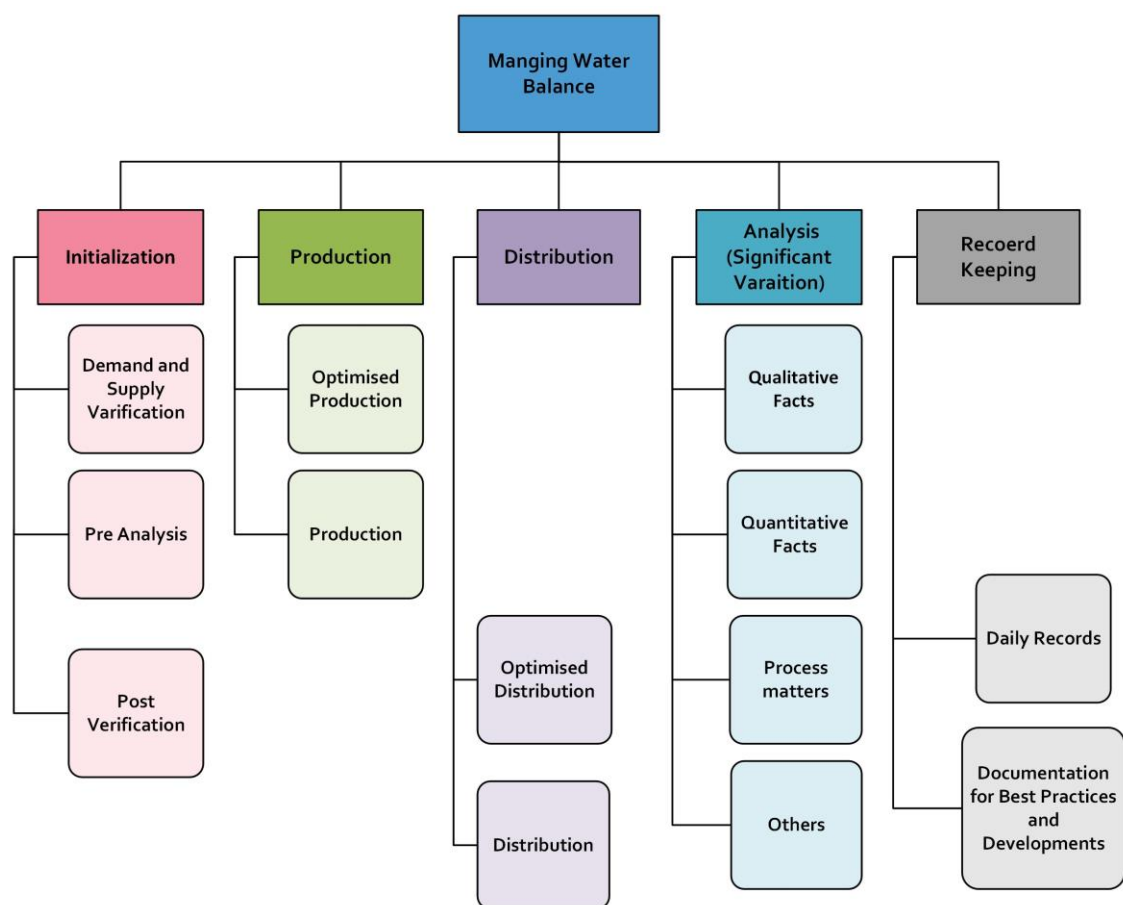 Manging Water
Balance
Initialization
Production
Distribution
Analysis
(Significant
Varaition)
Recoerd
Keeping
Demand and
Supply
Varification
Pre Analysis
Post
Verification
Optimised
Production
Production
Optimised
Distribution
Distribution
Qualitative
Facts
Quantitative
Facts
Process
matters
Others
Daily Records
Documentation
for Best Practices
and
Developments